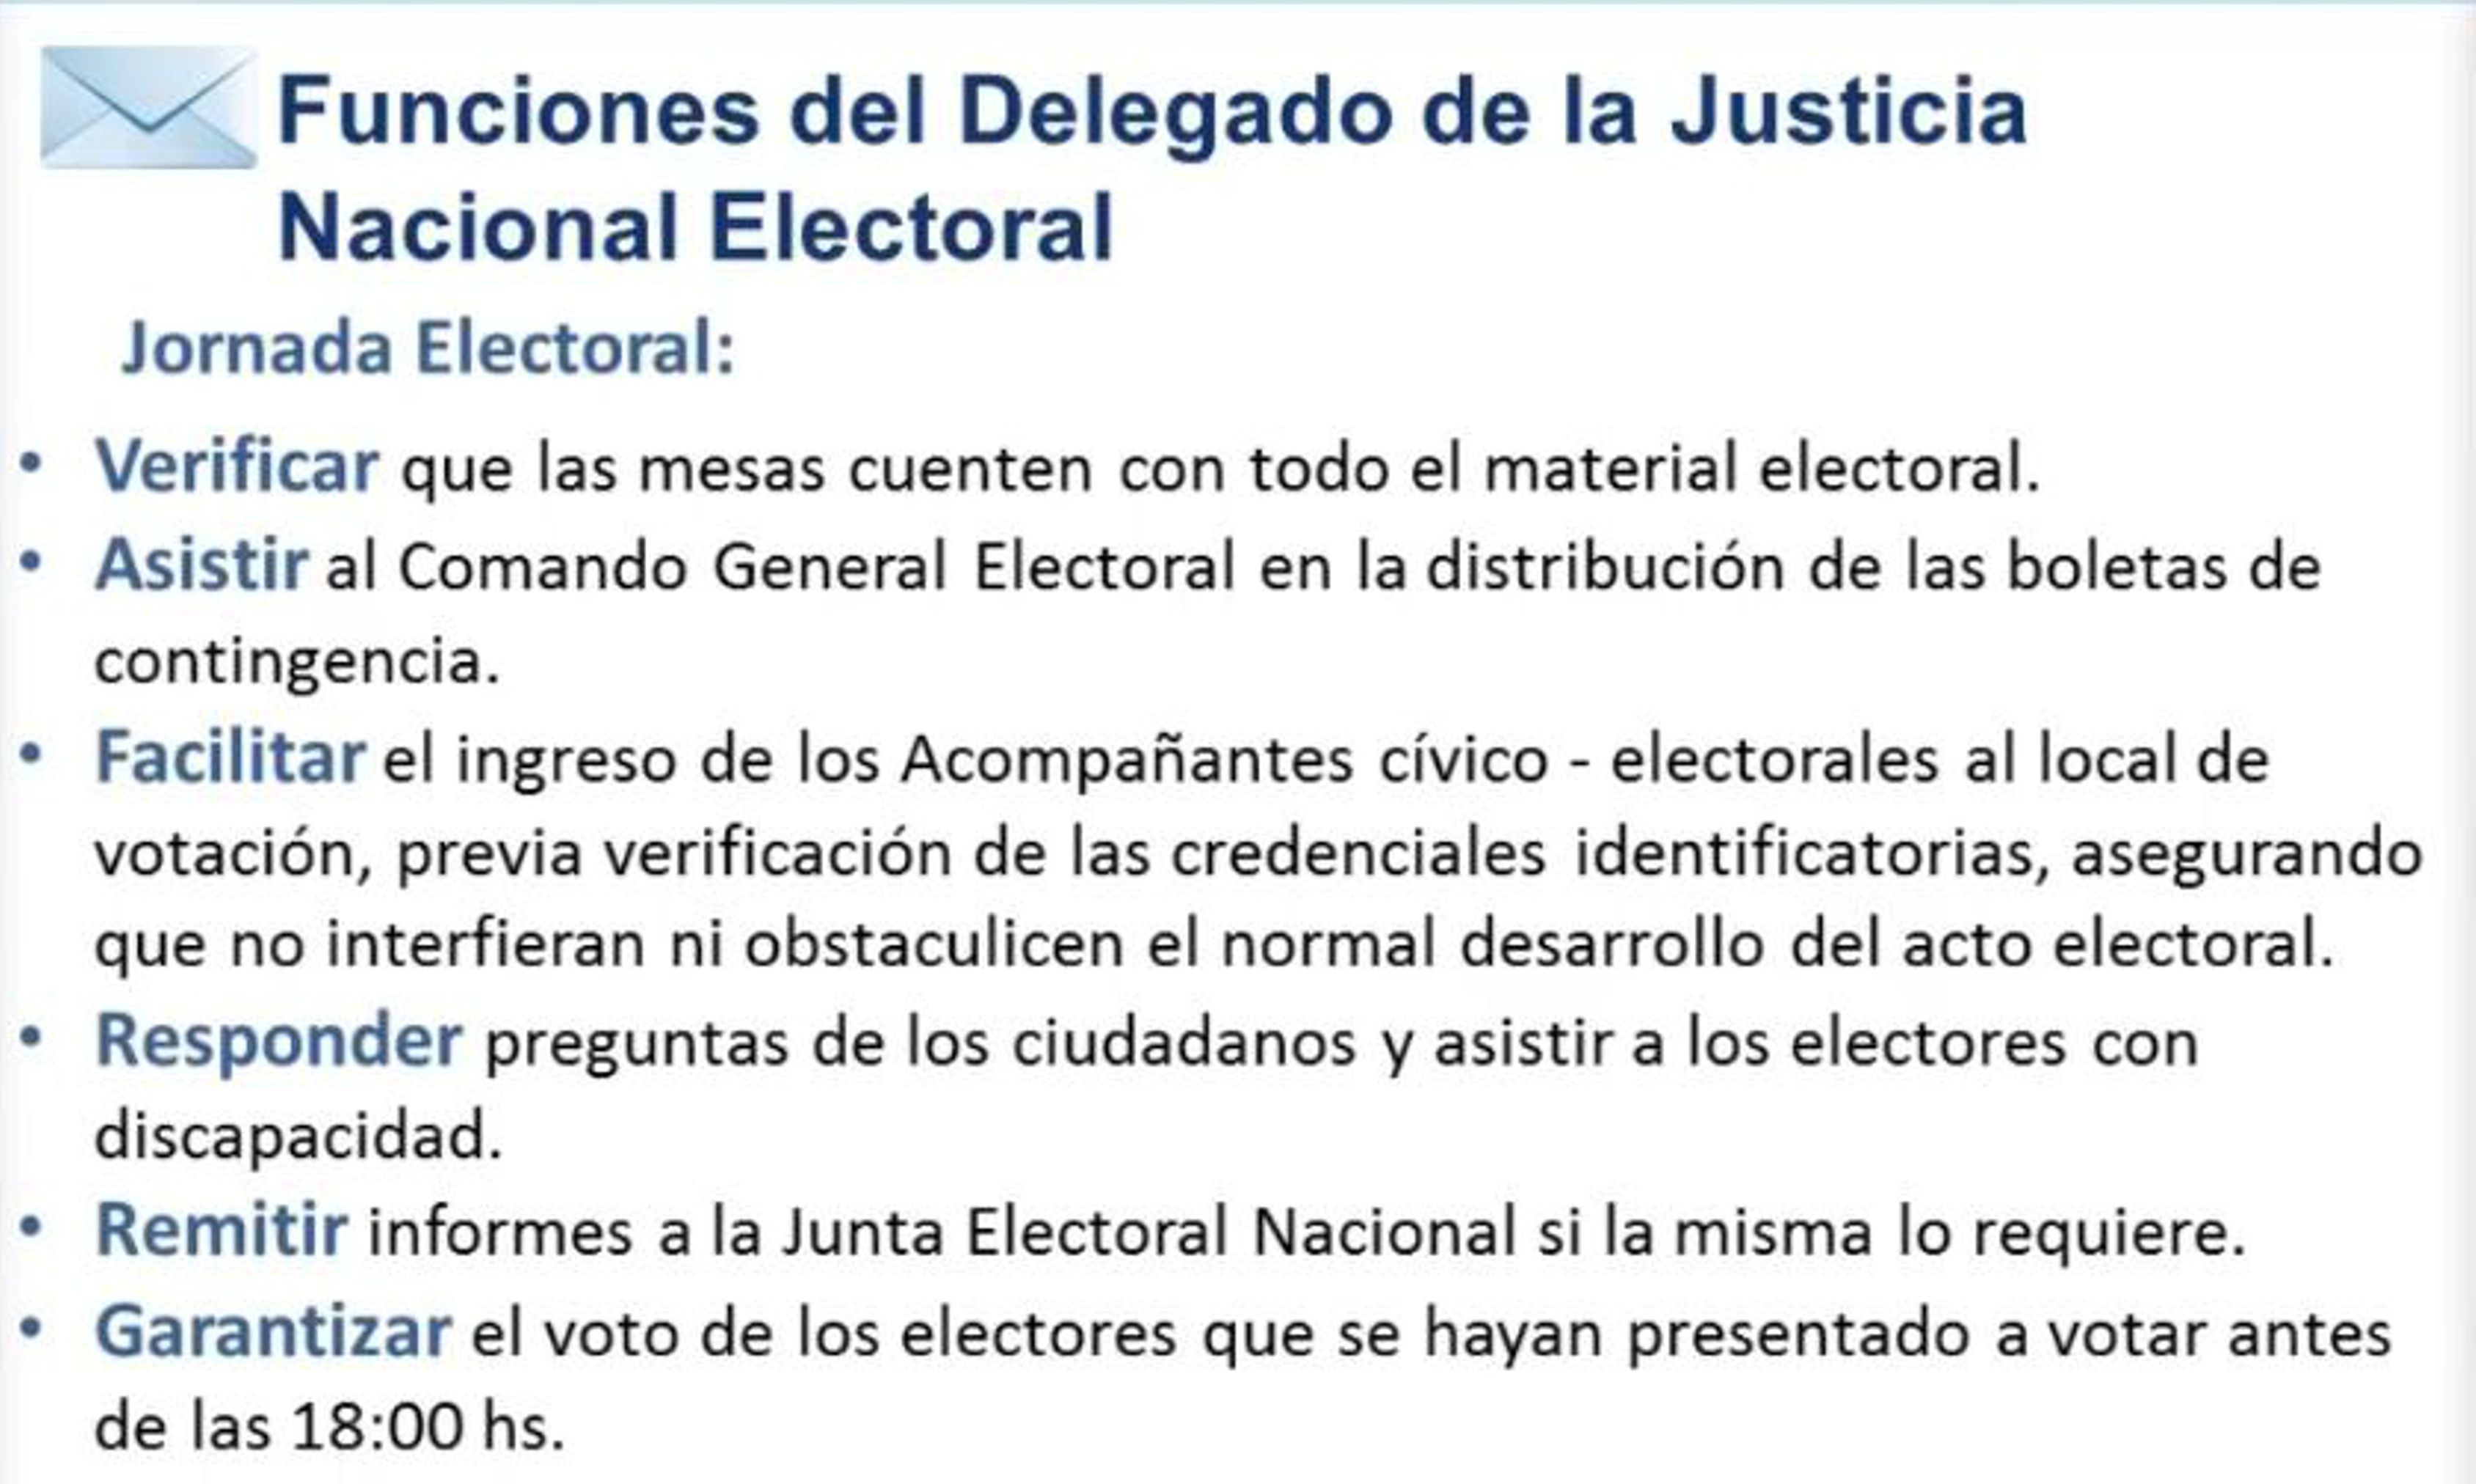 Funciones del Delegado de la Justicia
Nacional Electoral
Jornada Electoral:
• Verificar que las mesas cuenten con todo el material electoral.
• Asistir al Comando General Electoral en la distribución de las boletas de
contingencia.
• Facilitar el ingreso de los Acompañantes cívico - electorales al local de
votación, previa verificación de las credenciales identificatorias, asegurando
que no interfieran ni obstaculicen el normal desarrollo del acto electoral.
• Responder preguntas de los ciudadanos y asistir a los electores con
discapacidad.
• Remitir informes a la Junta Electoral Nacional si la misma lo requiere.
• Garantizar el voto de los electores que se hayan presentado a votar antes
de las 18:00 hs.